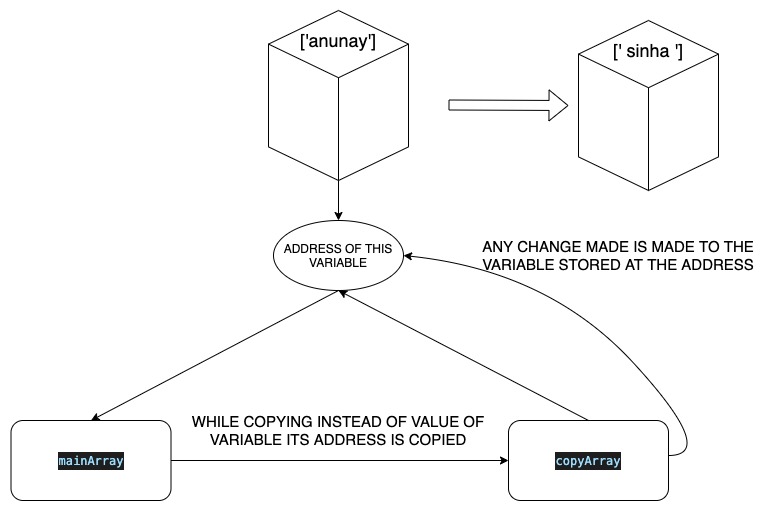 ['anunay']
[' sinha ']
ADDRESS OF THIS
VARIABLE
ANY CHANGE MADE IS MADE TO THE
VARIABLE STORED AT THE ADDRESS
WHILE COPYING INSTEAD OF VALUE OF
VARIABLE ITS ADDRESS IS COPIED
mainArray
copyArray